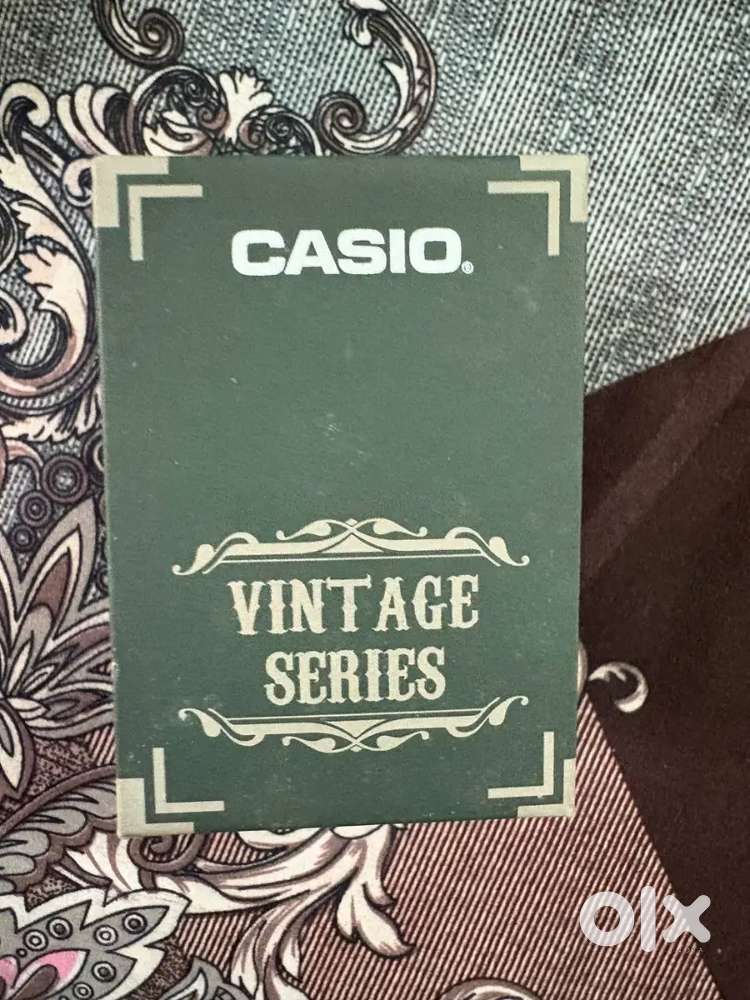 CASIO®
VINTAGE
SERIES
olx